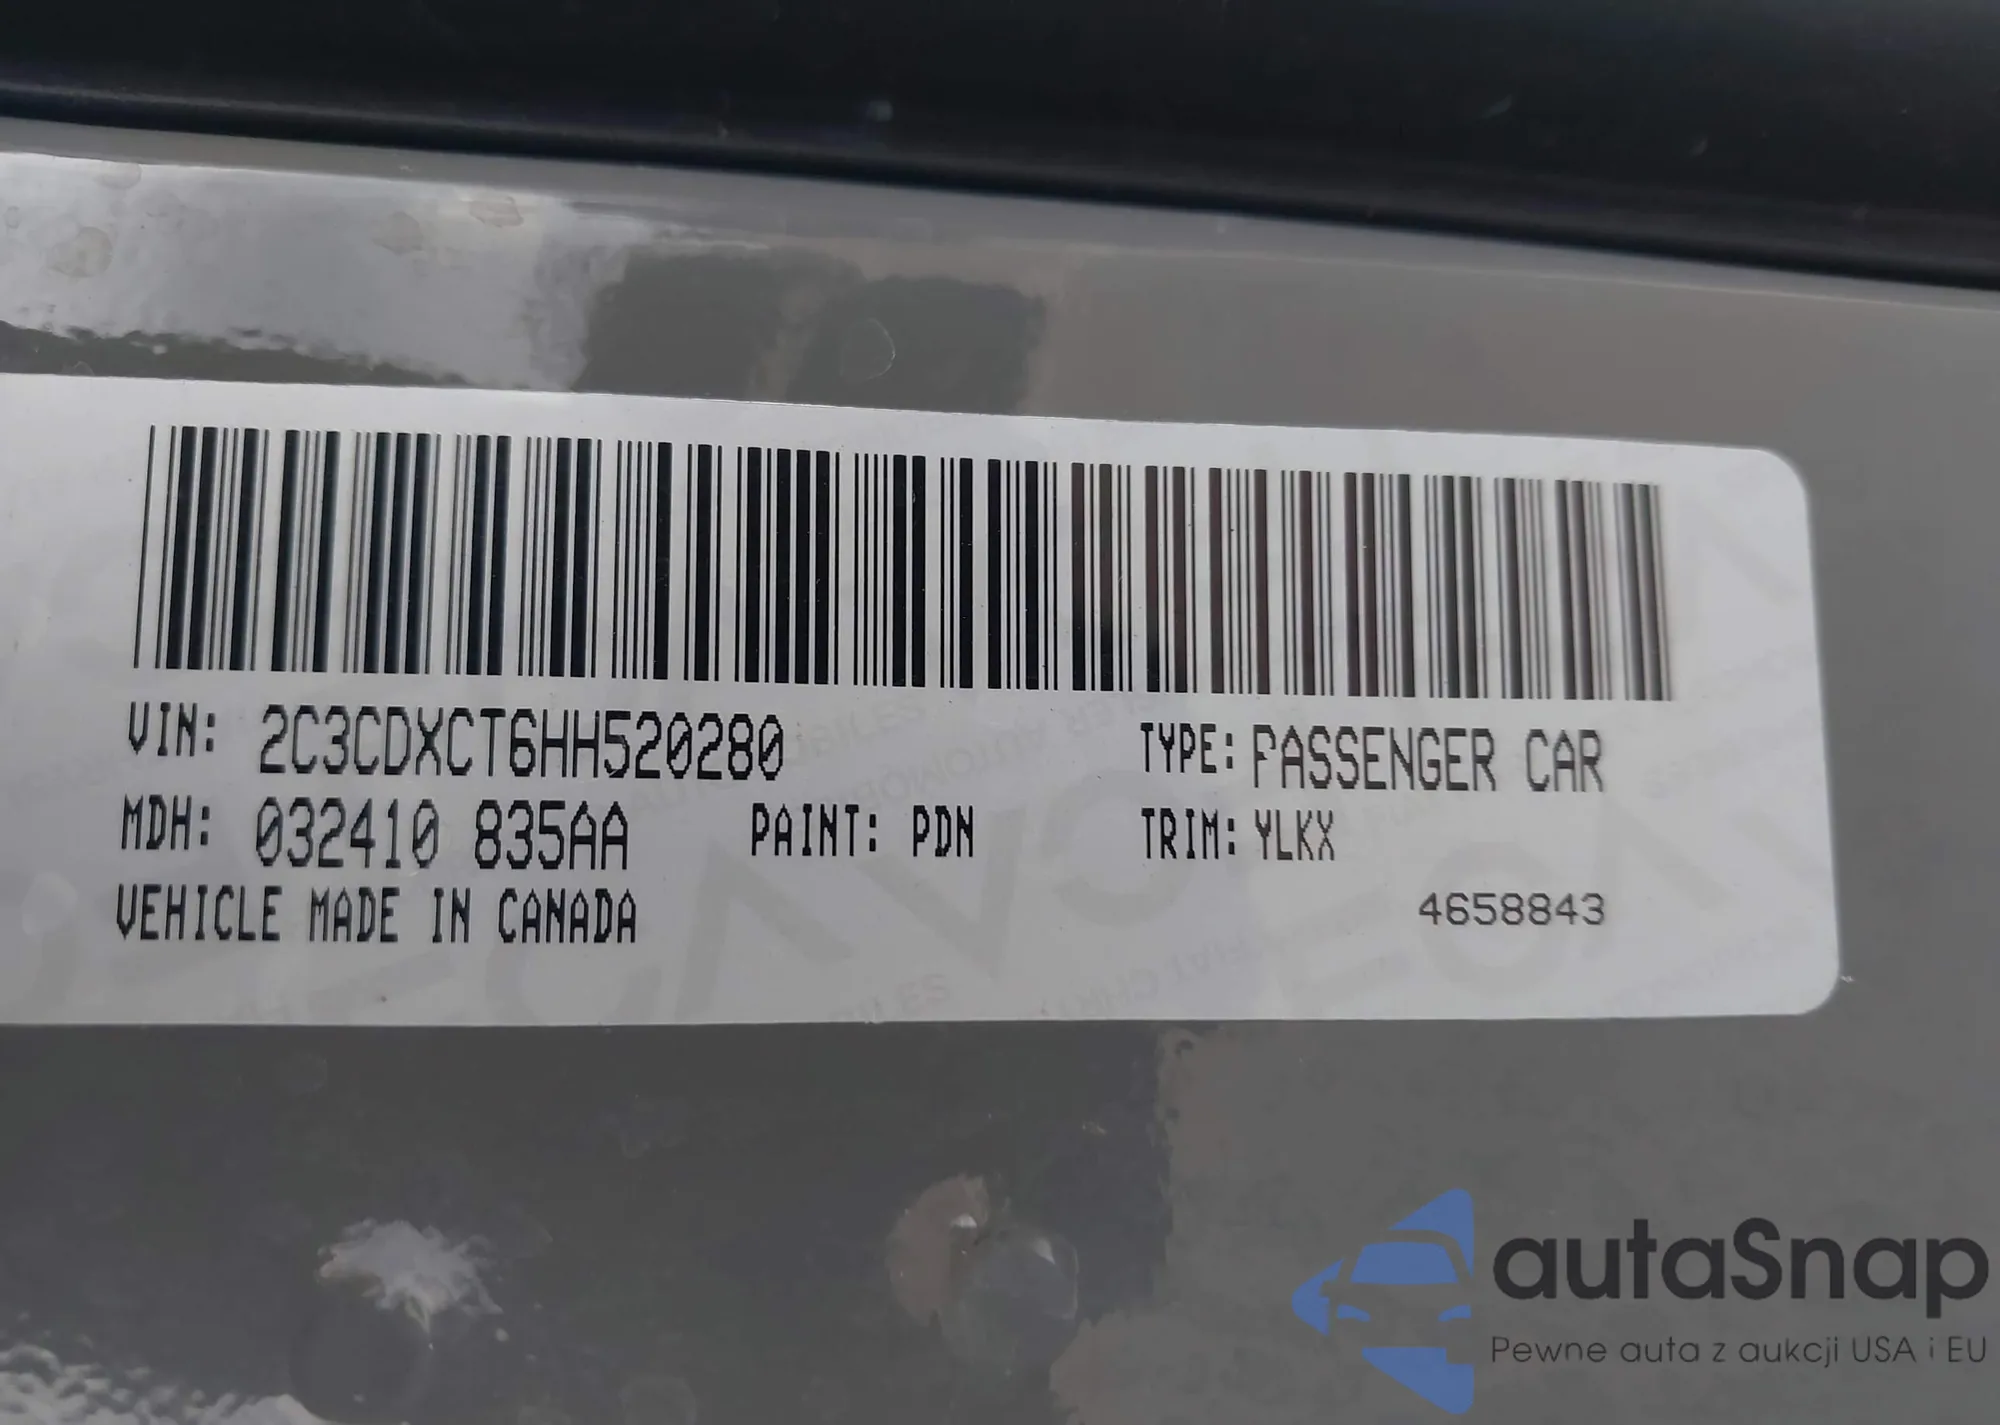 VIN: 2C3CDXCT6HH520280 TYPE: PASSENGER CAR
MDH: 032410 835AA PAINT: PDN TRIM: YLKX
VEHICLE MADE IN CANADA 4658843
autaSnap
Pewne auta z aukcji USA i EU